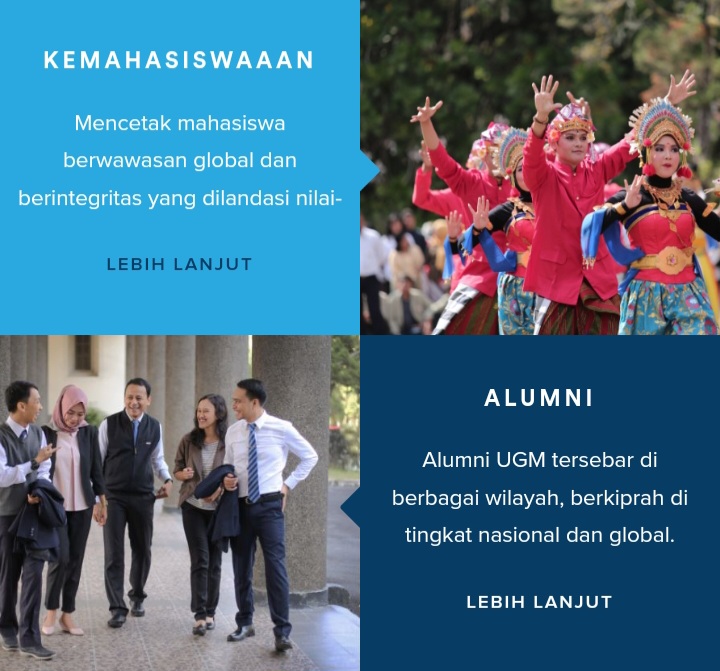 KEMAHASISWAAAN
Mencetak mahasiswa
berwawasan global dan
berintegritas yang dilandasi nilai-
LEBIH LANJUT
ALUMNI
Alumni UGM tersebar di
berbagai wilayah, berkiprah di
tingkat nasional dan global.
LEBIH LANJUT